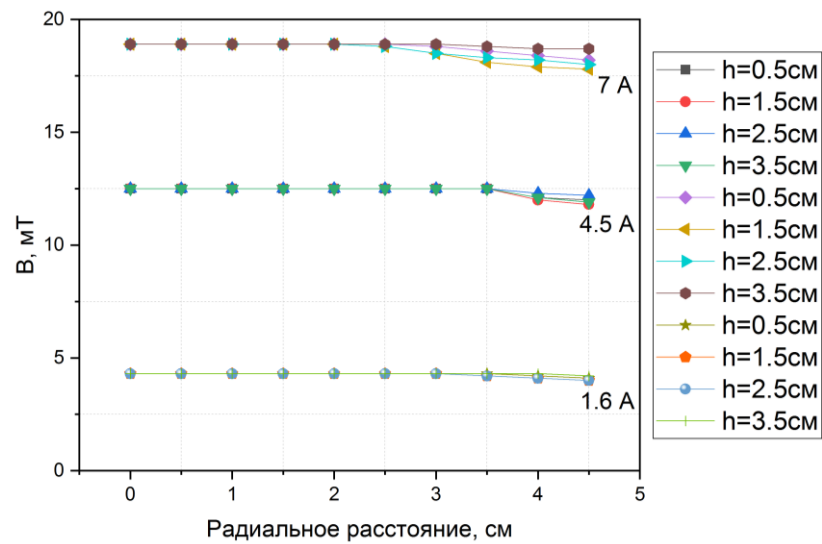 20
15
10
5
0
В, мТ
7 А
4.5 А
1.6 А
0 1 2 3 4 5
Радиальное расстояние, см
h=0.5см
h=1.5см
h=2.5см
h=3.5см
h=0.5см
h=1.5см
h=2.5см
h=3.5см
h=0.5см
h=1.5см
h=2.5см
h=3.5см